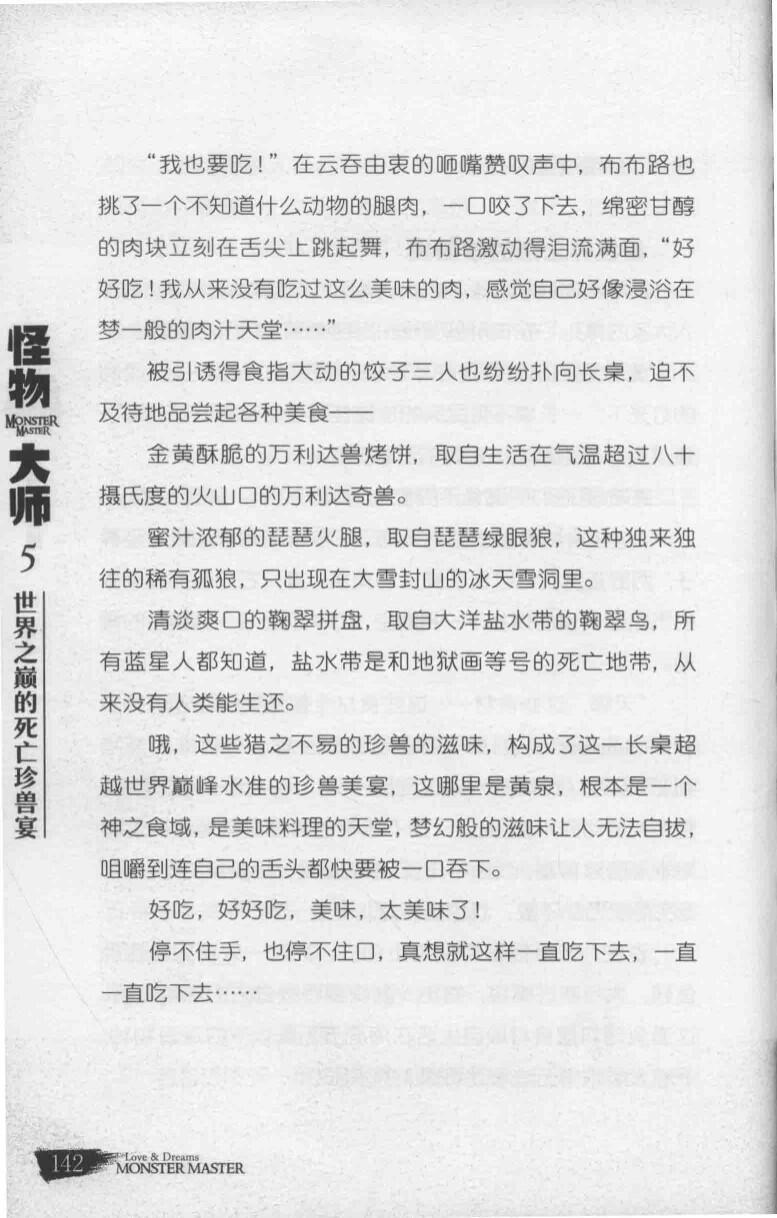 “我也要吃！”在云吞由衷的咂嘴赞叹声中，布布路也
挑了一个不知道什么动物的腿肉，一口咬了下去，绵密甘醇
的肉块立刻在舌尖上跳起舞，布布路激动得泪流满面，“好
好吃！我从来没有吃过这么美味的肉，感觉自己好像浸浴在
梦一般的肉汁天堂……”
被引诱得食指大动的饺子三人也纷纷扑向长桌，迫不
及待地品尝起各种美食——
金黄酥脆的万利达兽烤饼，取自生活在气温超过八十
摄氏度的火山口的万利达奇兽。
蜜汁浓郁的琵琶火腿，取自琵琶绿眼狼，这种独来独
往的稀有孤狼，只出现在大雪封山的冰天雪洞里。
清淡爽口的鞠翠拼盘，取自大洋盐水带的鞠翠鸟，所
有蓝星人都知道，盐水带是和地狱画等号的死亡地带，从
来没有人类能生还。
哦，这些猎之不易的珍兽的滋味，构成了这一长桌超
越世界巅峰水准的珍兽美宴，这哪里是黄泉，根本是一个
神之食域，是美味料理的天堂，梦幻般的滋味让人无法自拔，
咀嚼到连自己的舌头都快要被一口吞下。
好吃，好好吃，美味，太美味了！
停不住手，也停不住口，真想就这样一直吃下去，一直
一直吃下去……
怪物
MONSTER
MASTER
大师
5
世界之巅的死亡珍兽宴
142
Love & Dreams
MONSTER MASTER